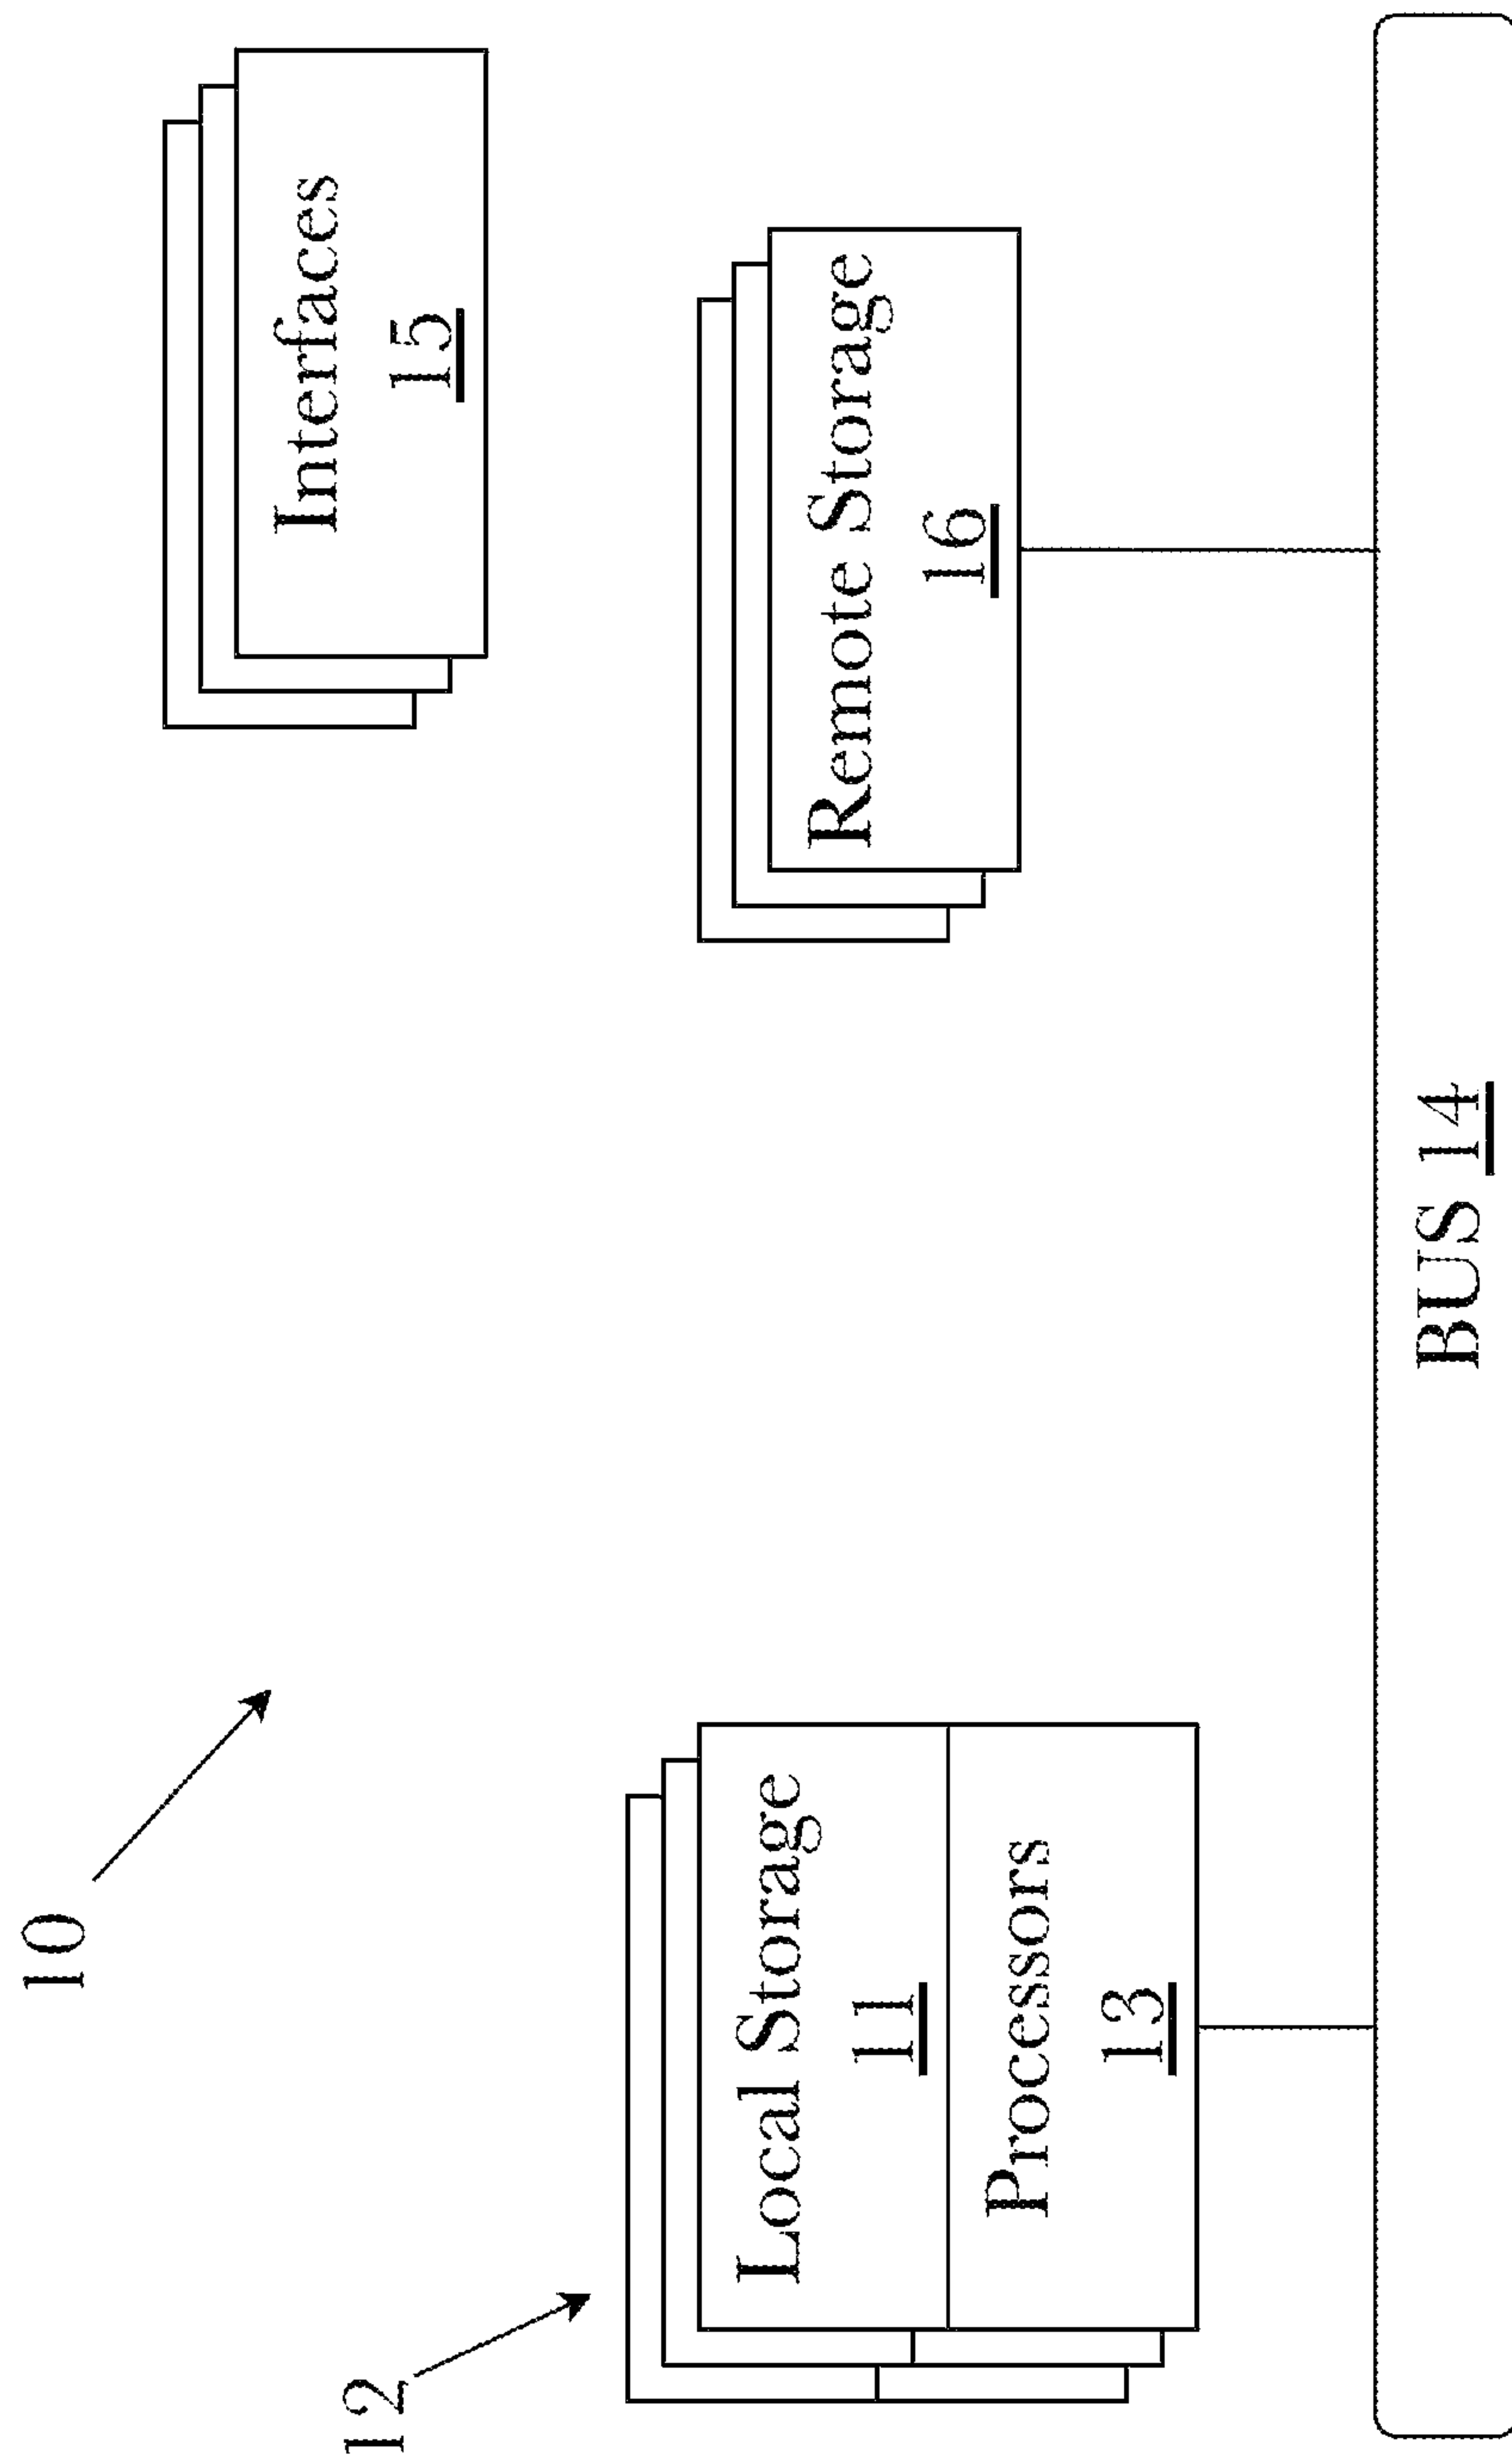 10
12
Local Storage
11
Processors
13
Interfaces
15
Remote Storage
16
BUS 14